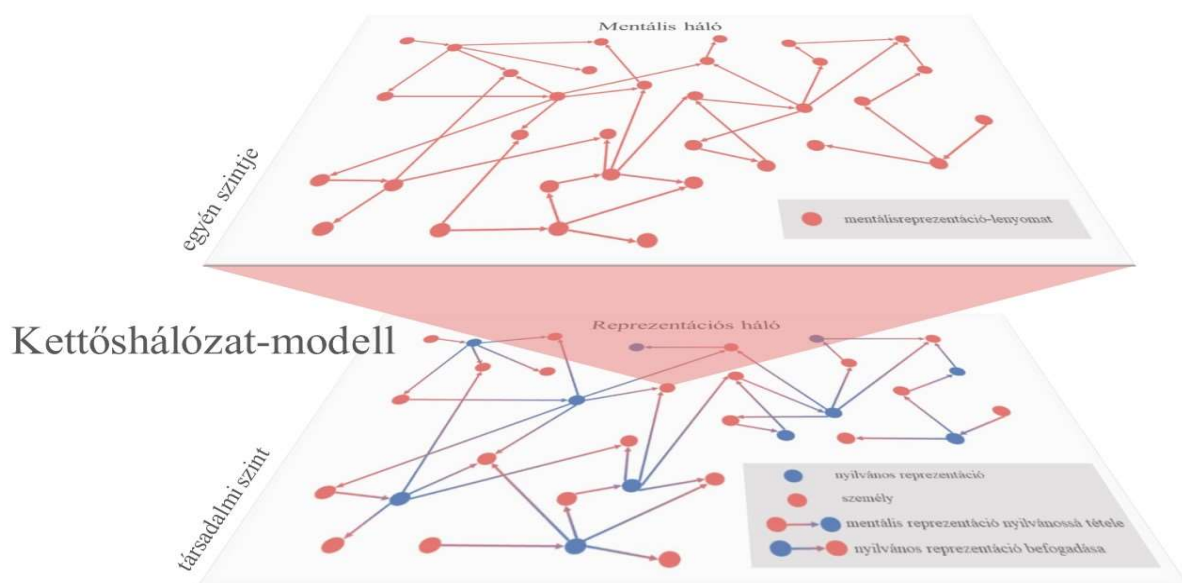 Mentális háló
egyén szintje
mentálisreprezentáció-lenyomat
Kettőshálózat-modell
Reprezentációs háló
társadalmi szint
nyilvános reprezentáció
személy
mentális reprezentáció nyilvánossá tétele
nyilvános reprezentáció befogadása